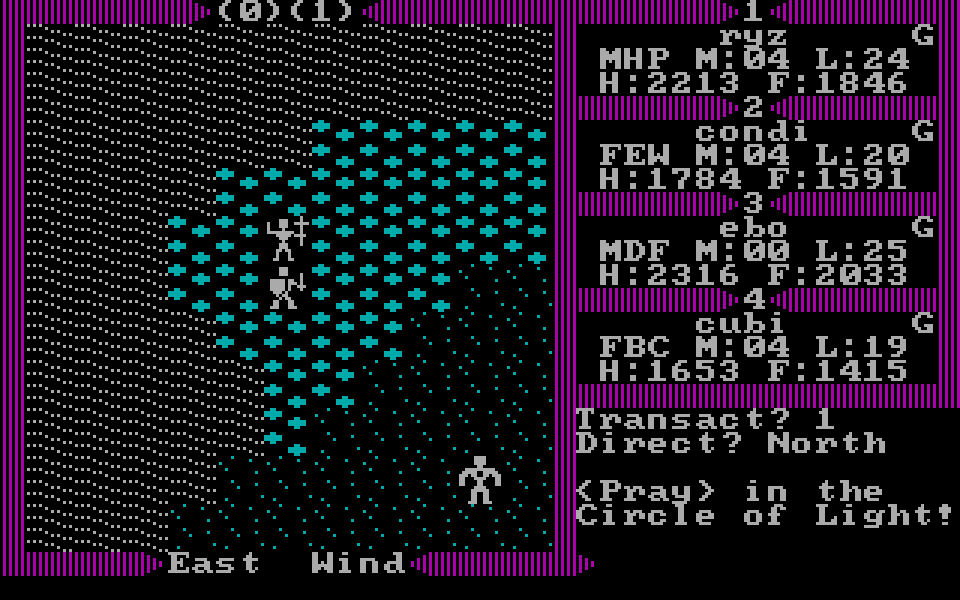 (0)(1)
East Wind
1
ryz G
MHP M:04 L:24
H:2213 F:1846
2
condi G
FEW M:04 L:20
H:1784 F:1591
3
ebo G
MDF M:00 L:25
H:2316 F:2033
4
cubi G
FBC M:04 L:19
H:1653 F:1415
Transact? 1
Direct? North
<Pray> in the
Circle of Light!